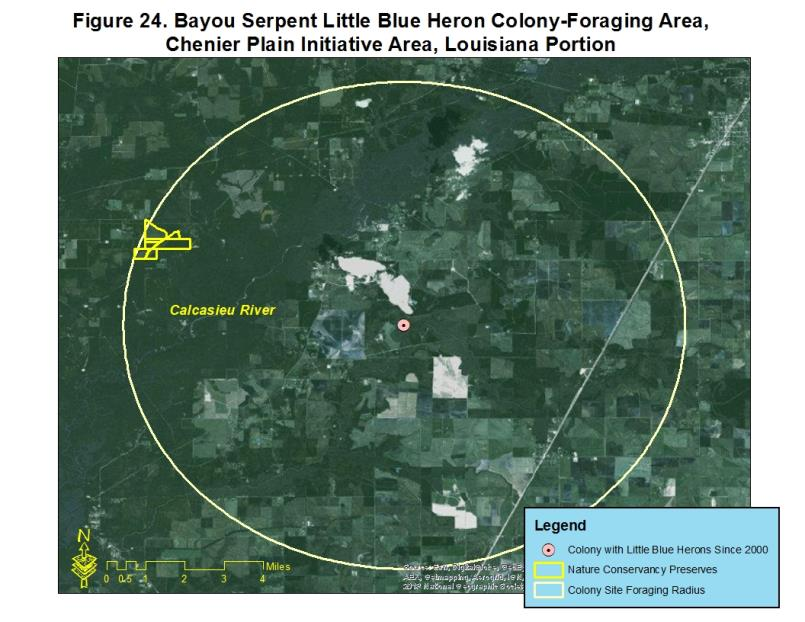 Figure 24. Bayou Serpent Little Blue Heron Colony-Foraging Area,
Chenier Plain Initiative Area, Louisiana Portion
Calcasieu River
N
0 0.5 1 2 3 4 Miles
Legend
Colony with Little Blue Herons Since 2000
Nature Conservancy Preserves
Colony Site Foraging Radius